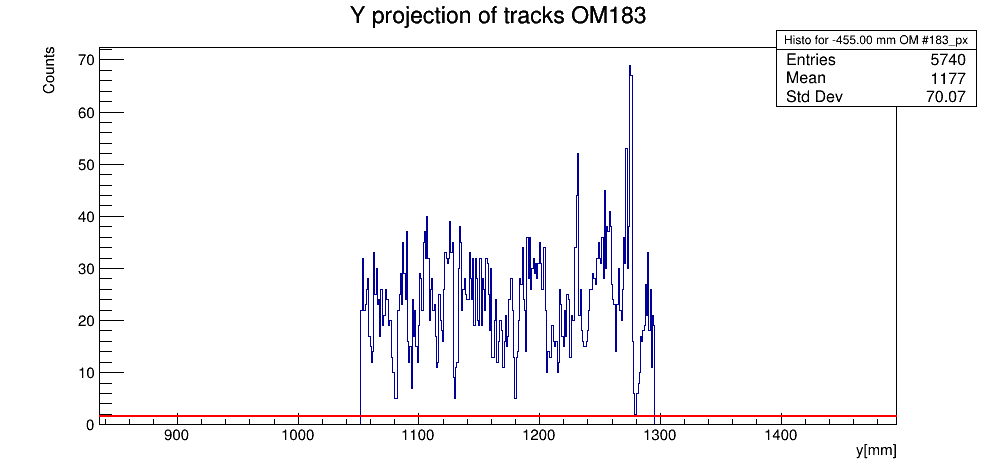 Y projection of tracks OM183
Histo for -455.00 mm OM #183_px
Entries 5740
Mean 1177
Std Dev 70.07
Counts
70
60
50
40
30
20
10
0
900 1000 1100 1200 1300 1400
y[mm]